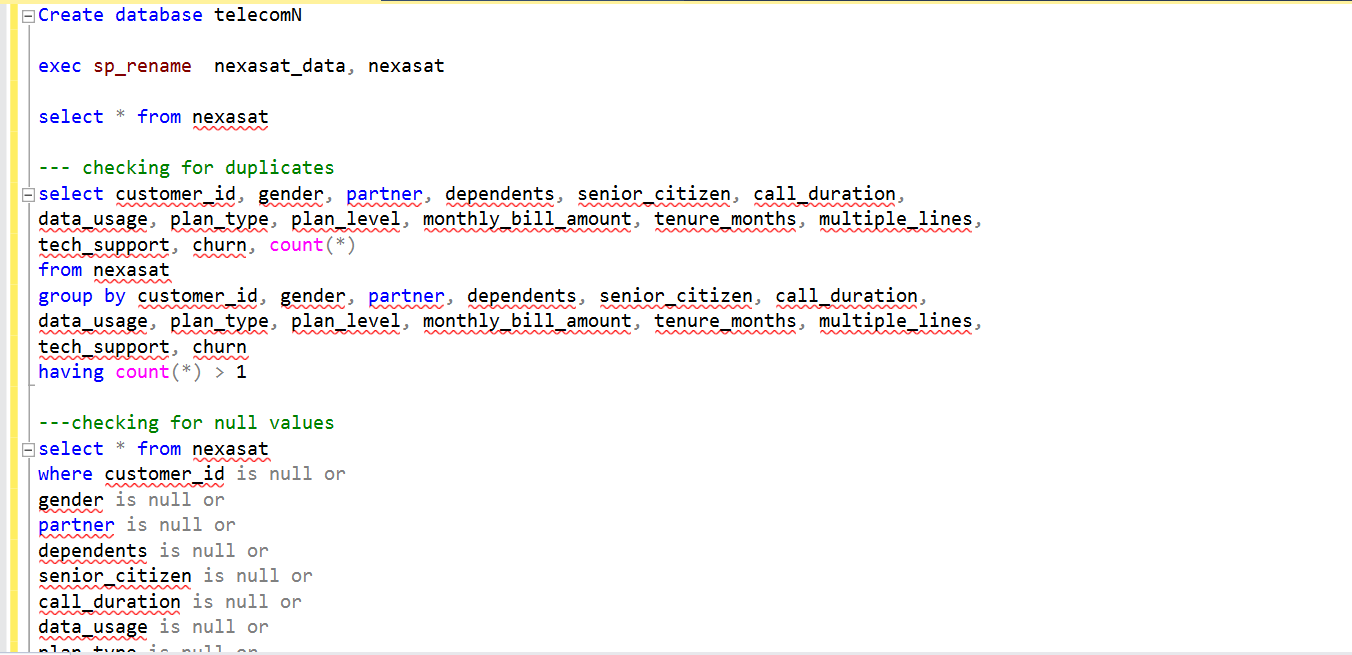 Create database telecomN
exec sp_rename  nexasat_data, nexasat
select * from nexasat
--- checking for duplicates
select customer_id, gender, partner, dependents, senior_citizen, call_duration,
data_usage, plan_type, plan_level, monthly_bill_amount, tenure_months, multiple_lines,
tech_support, churn, count(*)
from nexasat
group by customer_id, gender, partner, dependents, senior_citizen, call_duration,
data_usage, plan_type, plan_level, monthly_bill_amount, tenure_months, multiple_lines,
tech_support, churn
having count(*) > 1
---checking for null values
select * from nexasat
where customer_id is null or
gender is null or
partner is null or
dependents is null or
senior_citizen is null or
call_duration is null or
data_usage is null or
plan_type is null or